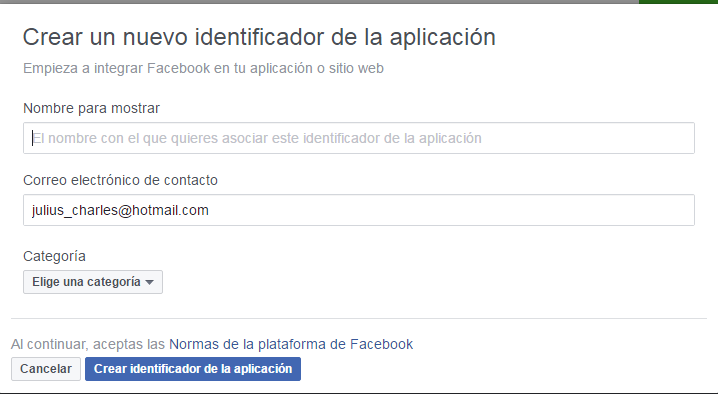 Crear un nuevo identificador de la aplicación
Empieza a integrar Facebook en tu aplicación o sitio web
Nombre para mostrar
El nombre con el que quieres asociar este identificador de la aplicación
Correo electrónico de contacto
julius_charles@hotmail.com
Categoría
Elige una categoría
Al continuar, aceptas las Normas de la plataforma de Facebook
Cancelar Crear identificador de la aplicación